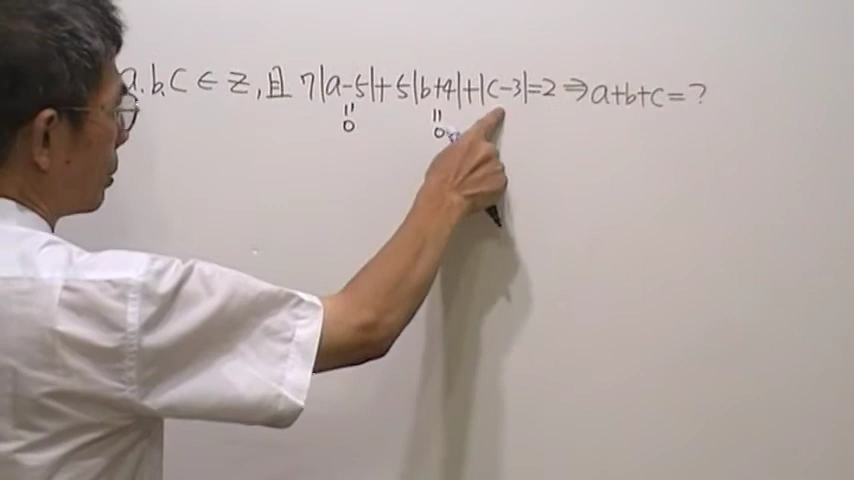 a.b.c ∈ Z, 且 7|a-5|+5|b+4|+|c-3|=2 ⇒ a+b+c=?
" "
0 0